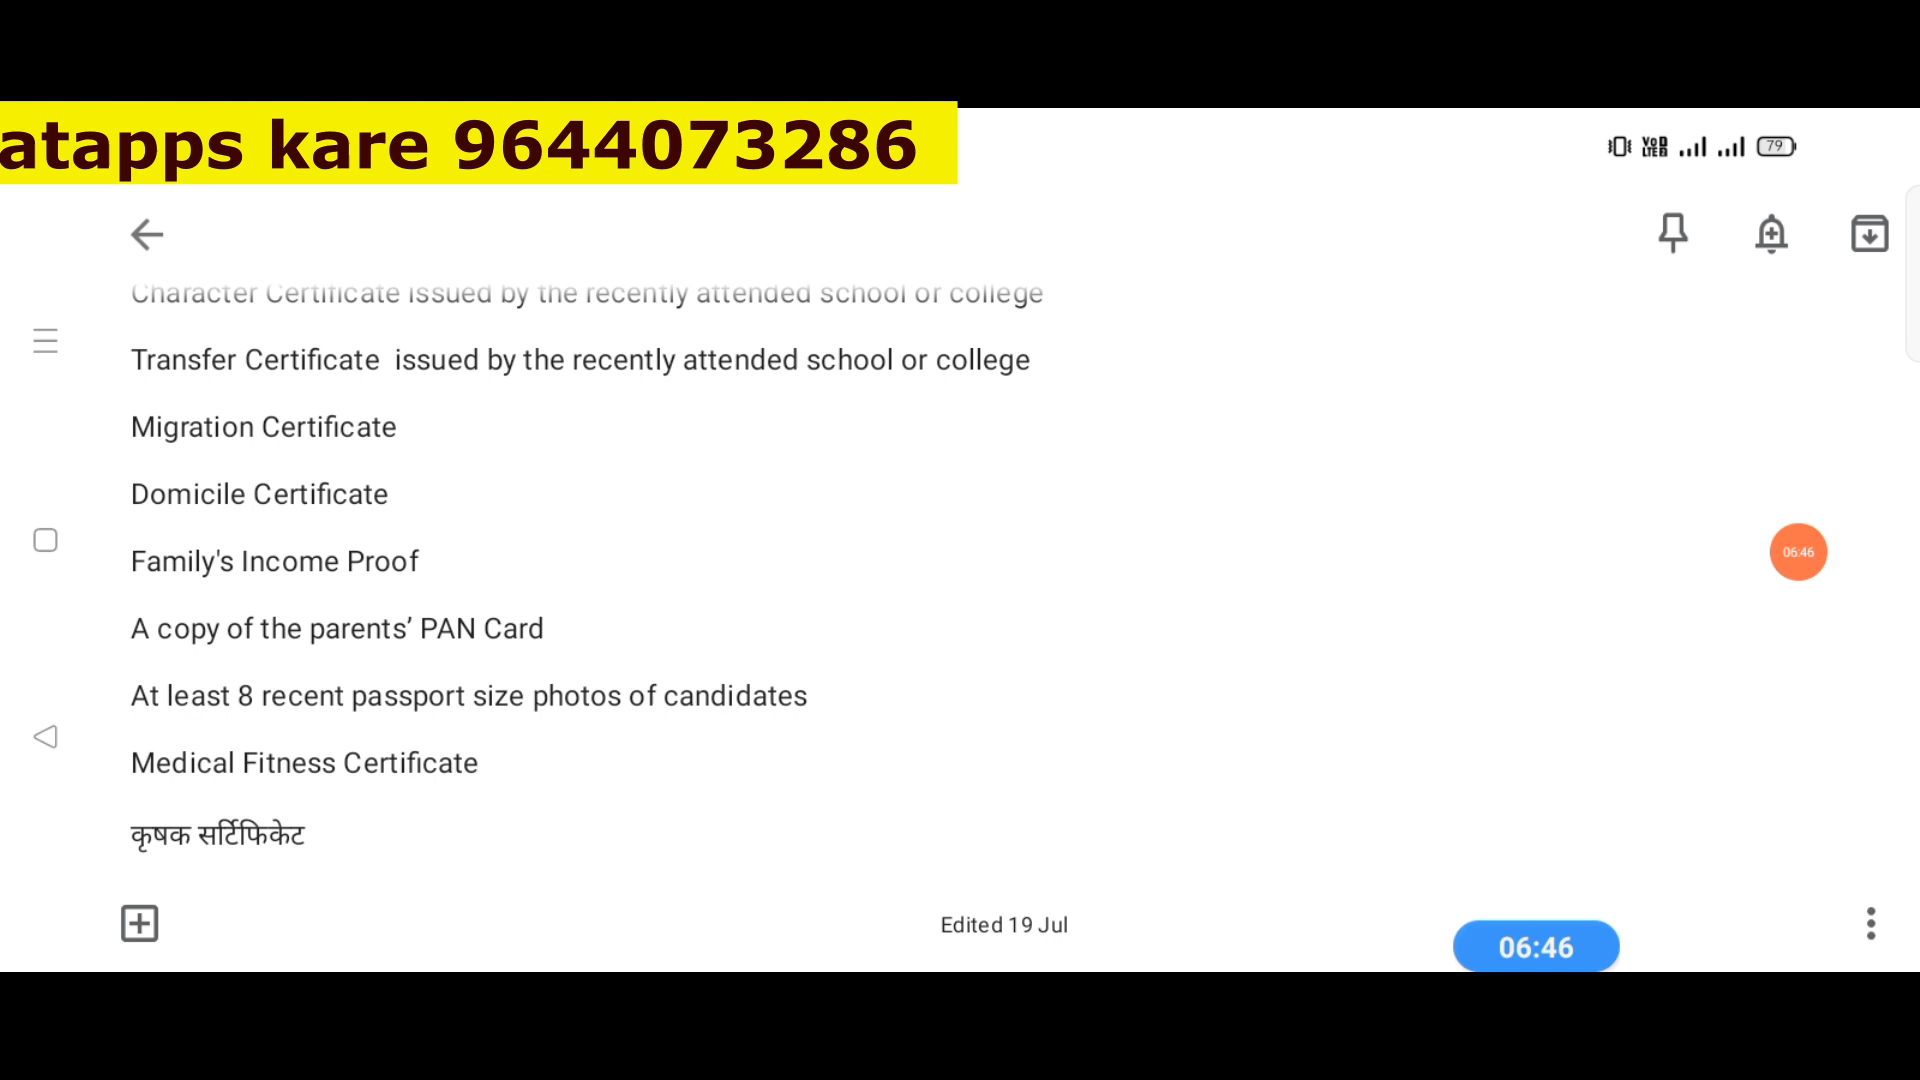 atapps kare 9644073286
VoLTE2 79
Character Certificate issued by the recently attended school or college
Transfer Certificate issued by the recently attended school or college
Migration Certificate
Domicile Certificate
Family's Income Proof
06:46
A copy of the parents’ PAN Card
At least 8 recent passport size photos of candidates
Medical Fitness Certificate
कृषक सर्टिफिकेट
Edited 19 Jul
06:46